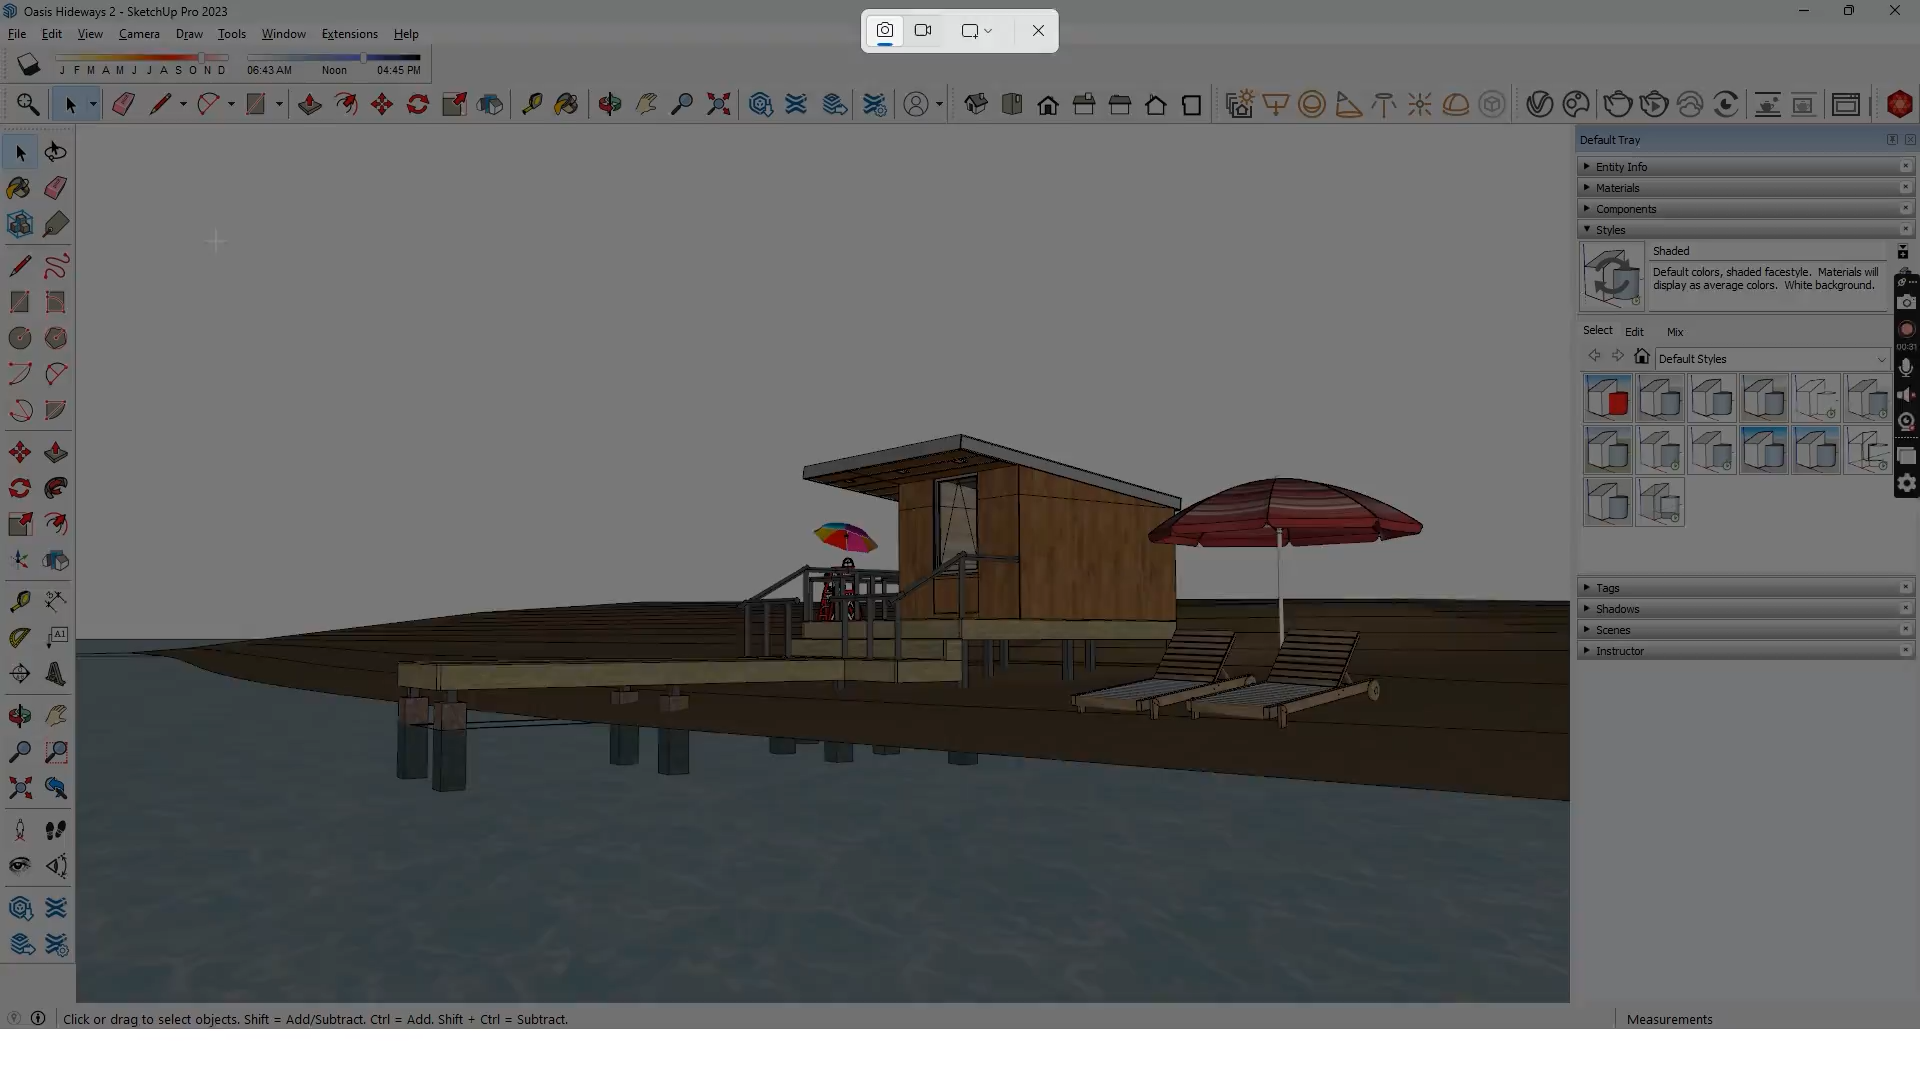 Oasis Hideways 2 - SketchUp Pro 2023
File Edit View Camera Draw Tools Window Extensions Help
J F M A M J J A S O N D 06:43 AM Noon 04:45 PM
Default Tray
Entity Info
Materials
Components
Styles
Shaded
Default colors, shaded facestyle. Materials will
display as average colors. White background.
Select Edit Mix
00:31
Default Styles
Tags
Shadows
Scenes
Instructor
A1
Click or drag to select objects. Shift = Add/Subtract. Ctrl = Add. Shift + Ctrl = Subtract.
Measurements